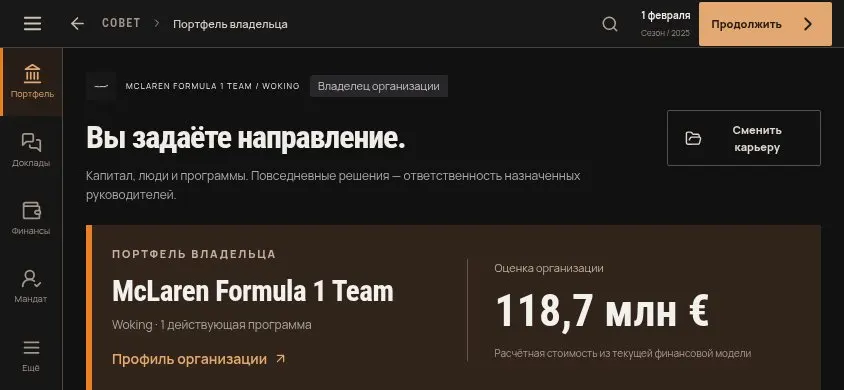 СОВЕТ
Портфель владельца
1 февраля
Сезон / 2025
Продолжить
Портфель
Доклады
Финансы
Мандат
Ещё
MCLAREN FORMULA 1 TEAM / WOKING
Владелец организации
Вы задаёте направление.
Капитал, люди и программы. Повседневные решения — ответственность назначенных
руководителей.
Сменить
карьеру
ПОРТФЕЛЬ ВЛАДЕЛЬЦА
McLaren Formula 1 Team
Woking · 1 действующая программа
Профиль организации
Оценка организации
118,7 млн €
Расчётная стоимость из текущей финансовой модели